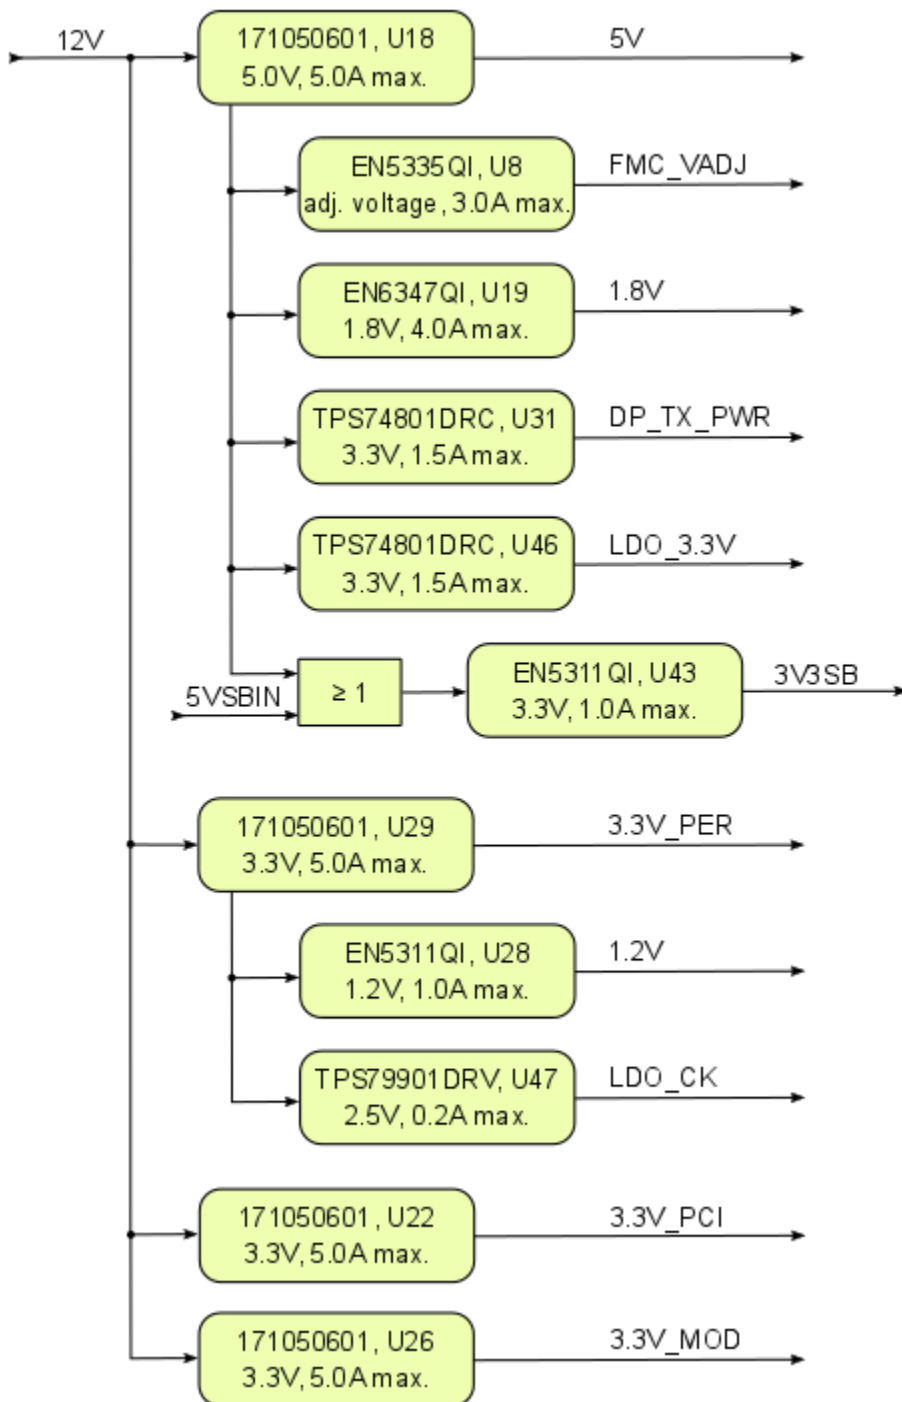 12V
171050601, U18
5.0V, 5.0A max.
5V
EN5335QI, U8
adj. voltage, 3.0A max.
FMC_VADJ
EN6347QI, U19
1.8V, 4.0A max.
1.8V
TPS74801DRC, U31
3.3V, 1.5A max.
DP_TX_PWR
TPS74801DRC, U46
3.3V, 1.5A max.
LDO_3.3V
5VSBIN
≥ 1
EN5311QI, U43
3.3V, 1.0A max.
3V3SB
171050601, U29
3.3V, 5.0A max.
3.3V_PER
EN5311QI, U28
1.2V, 1.0A max.
1.2V
TPS79901DRV, U47
2.5V, 0.2A max.
LDO_CK
171050601, U22
3.3V, 5.0A max.
3.3V_PCI
171050601, U26
3.3V, 5.0A max.
3.3V_MOD